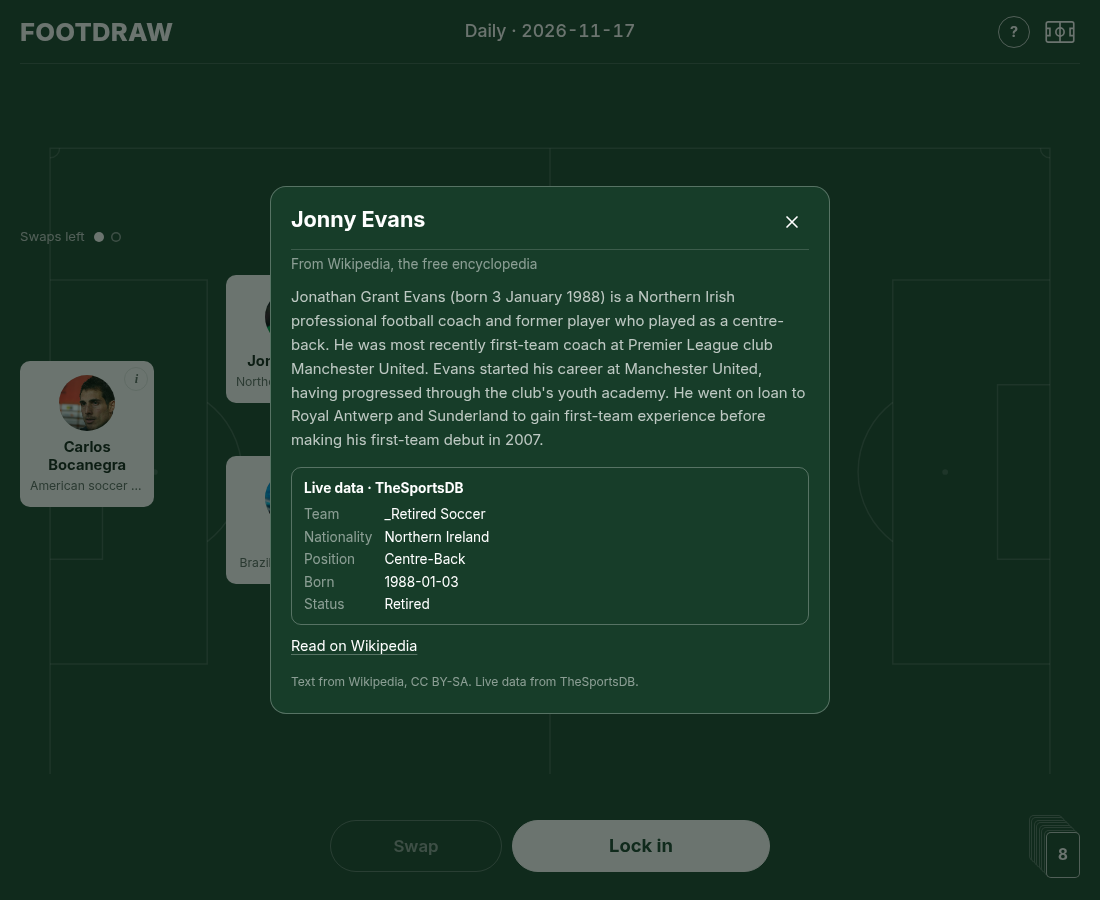 FOOTDRAW
Daily · 2026-11-17
?
Swaps left
Carlos
Bocanegra
American soccer ...
i
Jonny Evans
From Wikipedia, the free encyclopedia
Jonathan Grant Evans (born 3 January 1988) is a Northern Irish
professional football coach and former player who played as a centre-
back. He was most recently first-team coach at Premier League club
Manchester United. Evans started his career at Manchester United,
having progressed through the club's youth academy. He went on loan to
Royal Antwerp and Sunderland to gain first-team experience before
making his first-team debut in 2007.
Live data · TheSportsDB
Team _Retired Soccer
Nationality Northern Ireland
Position Centre-Back
Born 1988-01-03
Status Retired
Read on Wikipedia
Text from Wikipedia, CC BY-SA. Live data from TheSportsDB.
Swap
Lock in
8